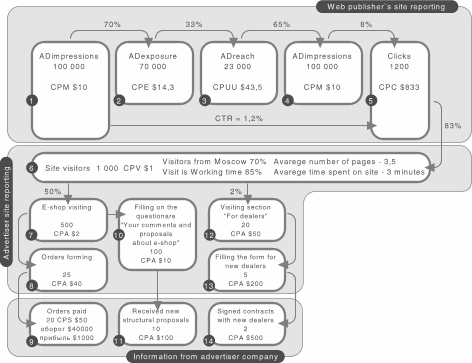 Web publisher's site reporting
70%
33%
65%
8%
ADimpressions
100 000
CPM $10
1
ADexposure
70 000
CPE $14,3
2
ADreach
23 000
CPUU $43,5
3
ADimpressions
100 000
CPM $10
4
Clicks
1200
CPC $833
5
CTR = 1,2%
83%
Advertiser site reporting
6
Site visitors 1 000 CPV $1
Visitors from Moscow 70%
Visit is Working time 85%
Avarege number of pages - 3,5
Avarege time spent on site - 3 minutes
50%
2%
E-shop visiting
500
CPA $2
7
Filling on the
questionare
"Your comments and
proposals
about e-shop"
100
CPA $10
10
Visiting section
"For dealers"
20
CPA $50
12
Orders forming
25
CPA $40
8
Filling the form for
new dealers
5
CPA $200
13
Orders paid
20 CPS $50
оборот $40000
прибиль $1000
9
Received new
structural proposals
10
CPA $100
11
Signed contracts
with new dealers
2
CPA $500
14
Information from advertiser company